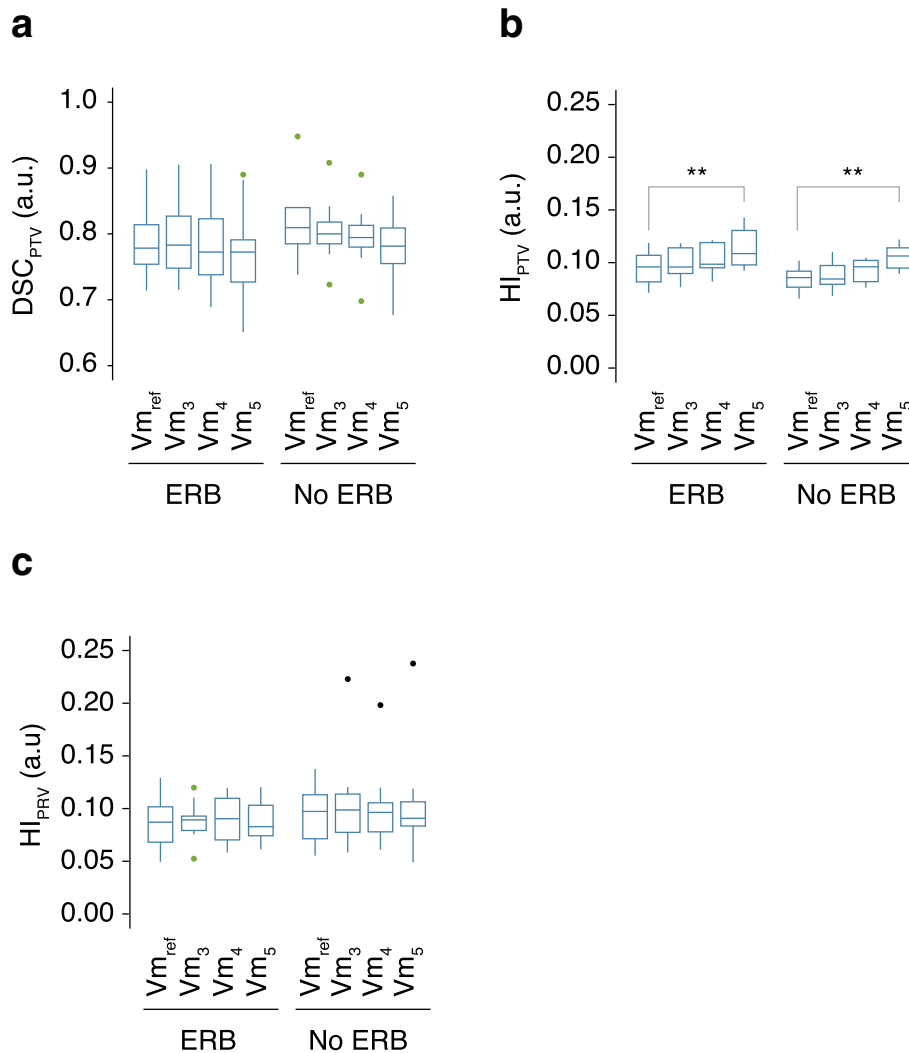 a
DSC_PTV (a.u.)
1.0
0.9
0.8
0.7
0.6
Vm_ref Vm_3 Vm_4 Vm_5 Vm_ref Vm_3 Vm_4 Vm_5
ERB No ERB
b
HI_PTV (a.u.)
0.25
0.20
0.15
0.10
0.05
0.00
** **
Vm_ref Vm_3 Vm_4 Vm_5 Vm_ref Vm_3 Vm_4 Vm_5
ERB No ERB
c
HI_PRV (a.u)
0.25
0.20
0.15
0.10
0.05
0.00
Vm_ref Vm_3 Vm_4 Vm_5 Vm_ref Vm_3 Vm_4 Vm_5
ERB No ERB